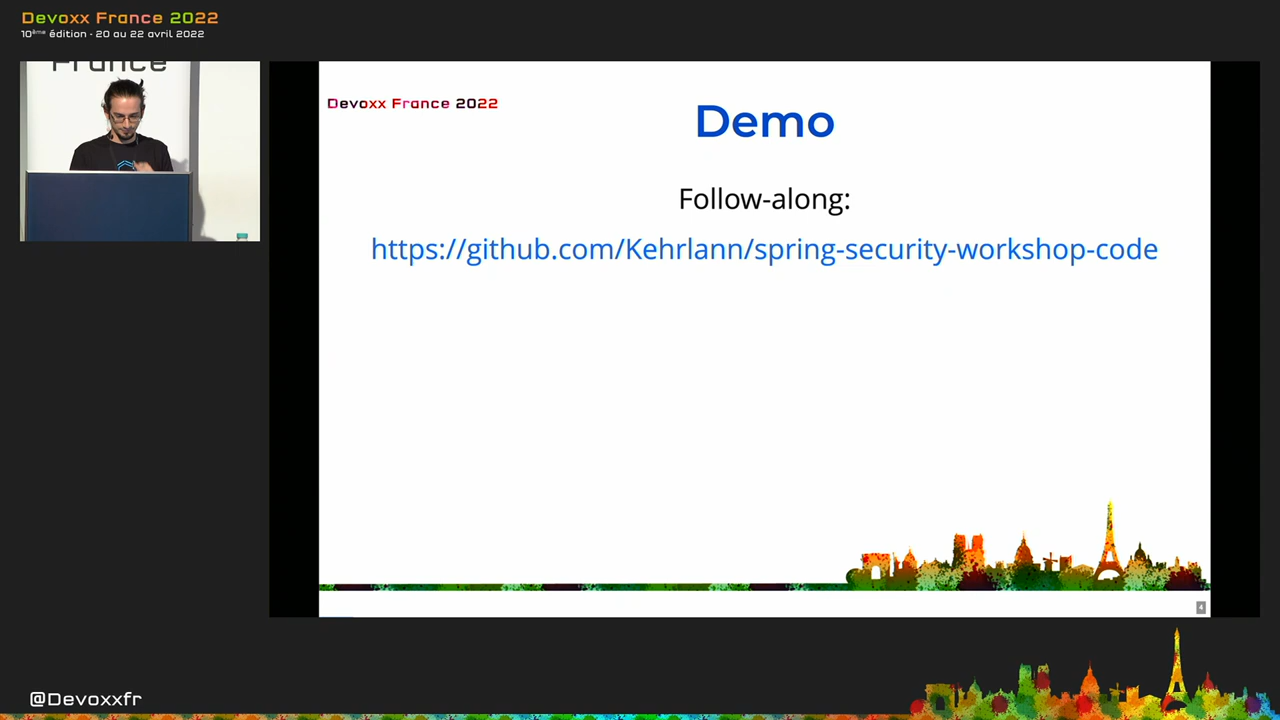 Devoxx France 2022
10ème édition - 20 au 22 avril 2022
France
Devoxx France 2022
Demo
Follow-along:
https://github.com/Kehrlann/spring-security-workshop-code
4
@Devoxxfr